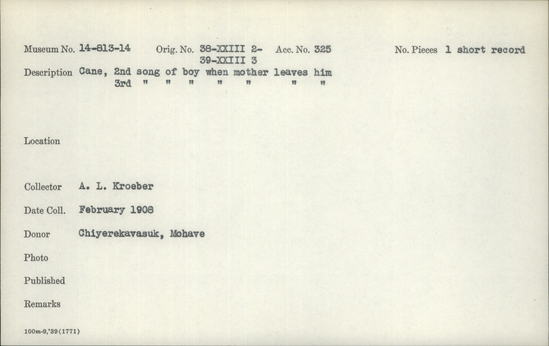 Museum No. 14-813-14 Orig. No. 38-XXIII 2- Acc. No. 325 No. Pieces 1 short record
39-XXIII 3
Description Cane, 2nd song of boy when mother leaves him
3rd " " " " " " "
Location
Collector A. L. Kroeber
Date Coll. February 1908
Donor Chiyerekavasuk, Mohave
Photo
Published
Remarks
100m-9,'39(1771)